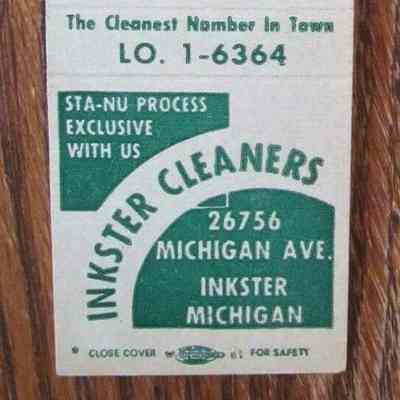 The Cleanest Number In Town
LO. 1-6364
STA-NU PROCESS
EXCLUSIVE
WITH US
INKSTER CLEANERS
26756
MICHIGAN AVE.
INKSTER
MICHIGAN
CLOSE COVER FOR SAFETY